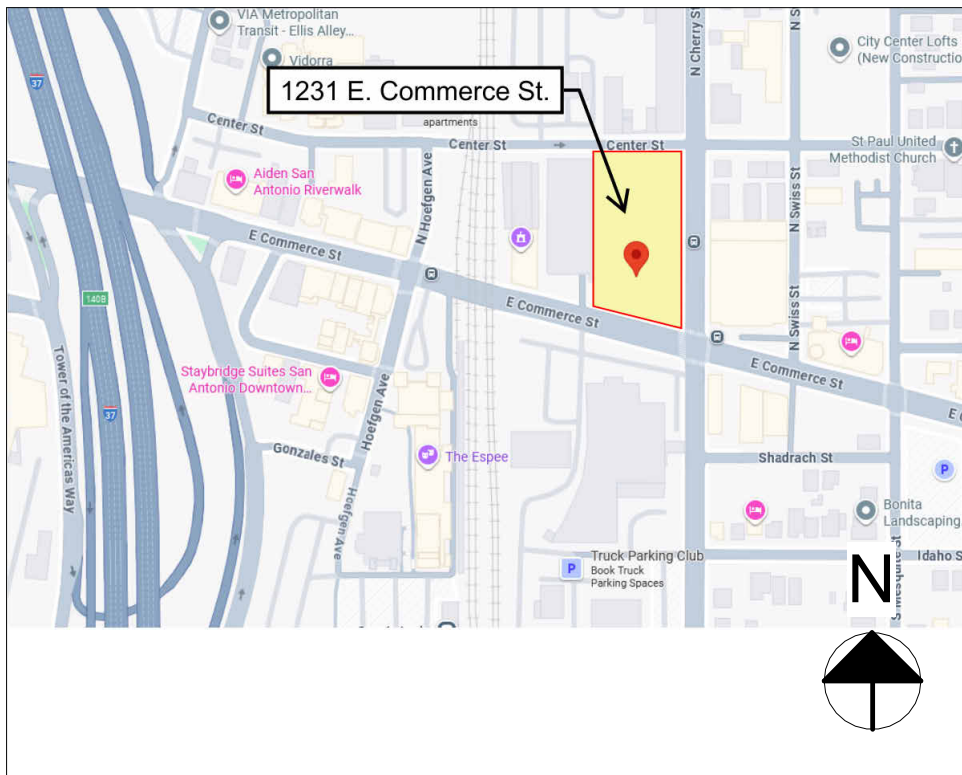 VIA Metropolitan
Transit - Ellis Alley...
Vidorra
1231 E. Commerce St.
apartments
N Cherry St
N S
City Center Lofts
(New Constructio
37
Center St
Center St
Center St
St Paul United
Methodist Church
Aiden San
Antonio Riverwalk
N Hoefgen Ave
N Swiss St
E Commerce St
140B
E Commerce St
N Swiss St
Tower of the Americas Way
Staybridge Suites San
Antonio Downtown...
Hoefgen Ave
E Commerce St
E C
37
Gonzales St
The Espee
Shadrach St
P
Hoefgen Ave
Bonita
Landscaping
P
Truck Parking Club
Book Truck
Parking Spaces
Idaho S
N